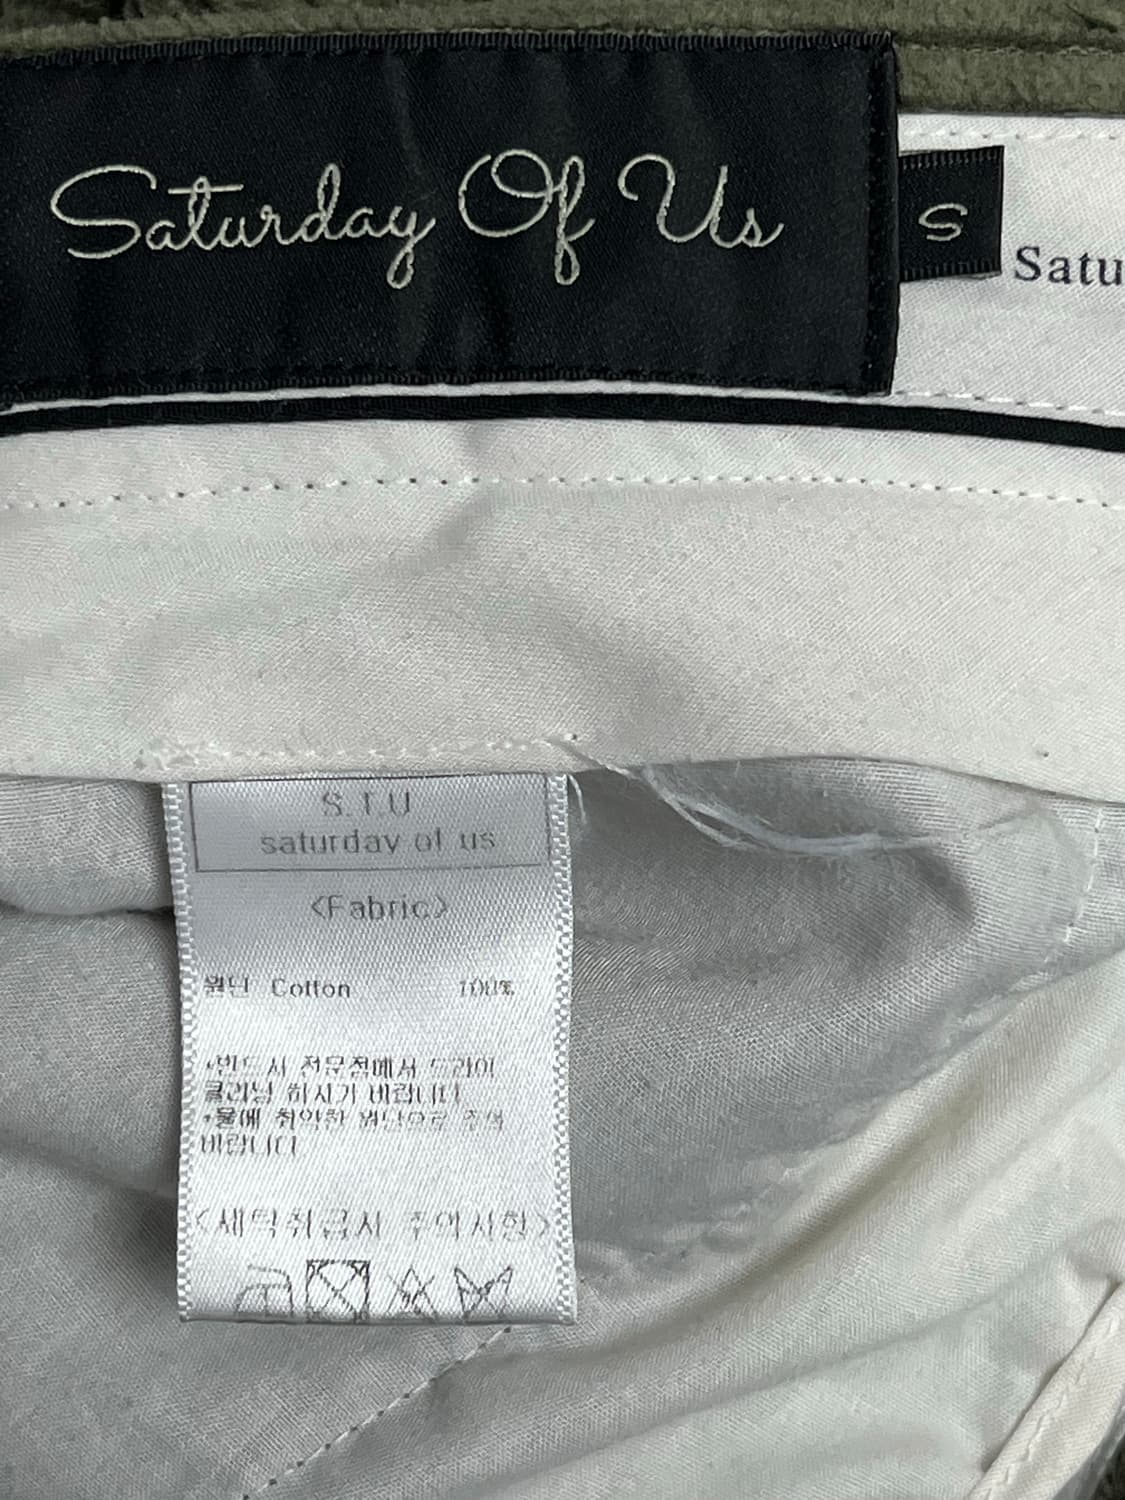 Saturday Of Us
S
Satu
S.T.U
saturday of us
<Fabric>
원단 Cotton 100%
*반드시 전문점에서 드라이
클리닝 하시기 바랍니다
*물에 취약한 원단으로 주의
바랍니다
<세탁취급시 주의사항>